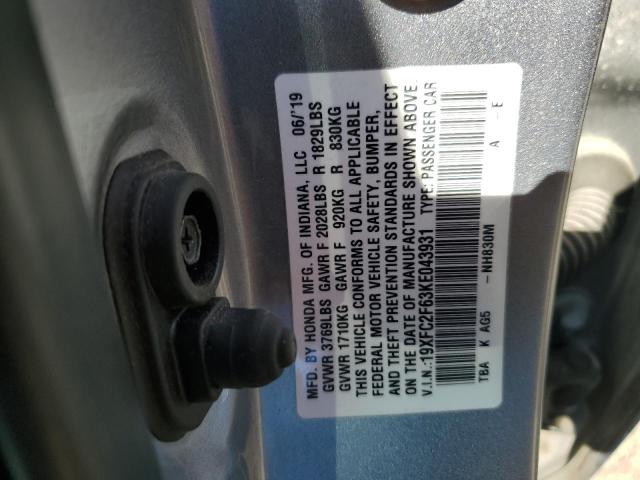 MFD. BY HONDA MFG. OF INDIANA, LLC 06/'19
GVWR 3769LBS GAWR F 2028LBS R 1829LBS
GVWR 1710KG GAWR F 920KG R 830KG
THIS VEHICLE CONFORMS TO ALL APPLICABLE
FEDERAL MOTOR VEHICLE SAFETY, BUMPER,
AND THEFT PREVENTION STANDARDS IN EFFECT
ON THE DATE OF MANUFACTURE SHOWN ABOVE.
V.I.N.:19XFC2F63KE043931 TYPE: PASSENGER CAR
TBA K AG5 -NH830M A -E